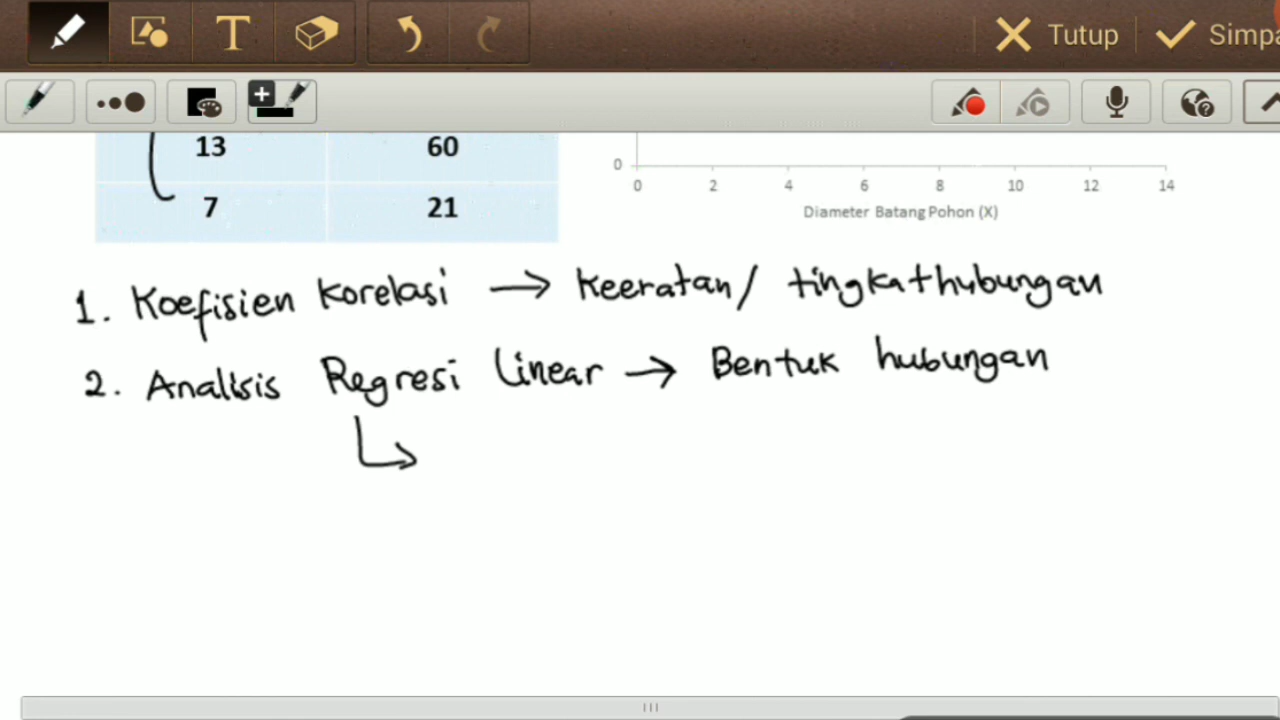 T Tutup Simpa
13 60
7 21
0
0 2 4 6 8 10 12 14
Diameter Batang Pohon (X)
1. Koefisien Korelasi → Keeratan / tingkat hubungan
2. Analisis Regresi Linear → Bentuk hubungan